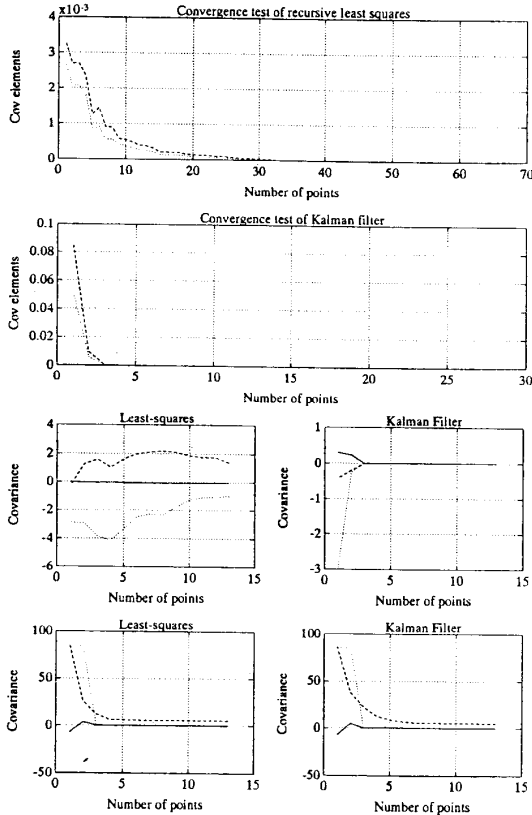 Convergence test of recursive least squares
x10-3
4
3
2
1
0
Cov elements
0 10 20 30 40 50 60 70
Number of points
Convergence test of Kalman filter
0.1
0.08
0.06
0.04
0.02
0
Cov elements
0 5 10 15 20 25 30
Number of points
Least-squares
4
2
0
-2
-4
-6
Covariance
0 5 10 15
Number of points
Kalman Filter
1
0
-1
-2
-3
Covariance
0 5 10 15
Number of points
Least-squares
100
50
0
-50
Covariance
0 5 10 15
Number of points
Kalman Filter
100
50
0
-50
Covariance
0 5 10 15
Number of points